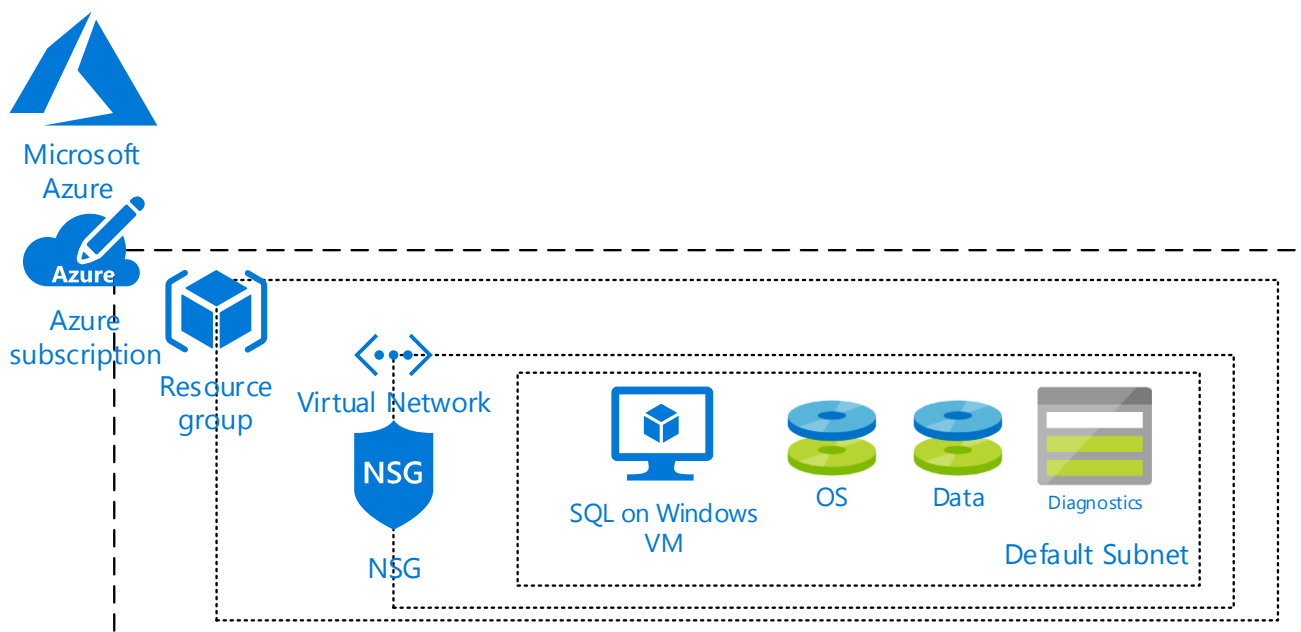 Microsoft
Azure
Azure
Azure
subscription
Resource
group
Virtual Network
NSG
NSG
SQL on Windows
VM
OS
Data
Diagnostics
Default Subnet